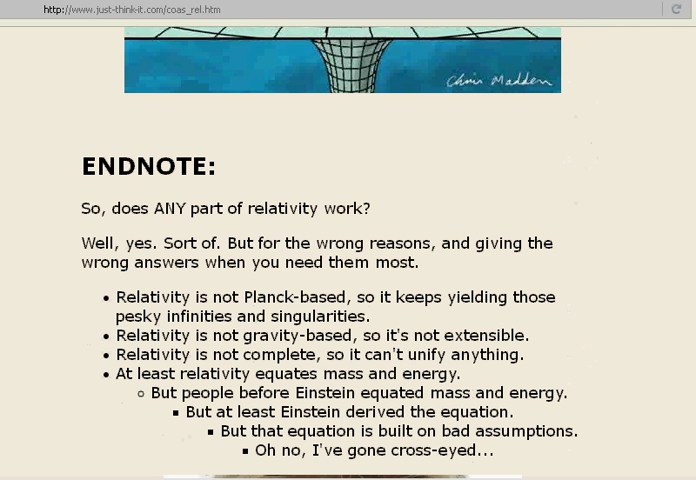 http://www.just-think-it.com/coas_rel.htm
Chris Madden
ENDNOTE:
So, does ANY part of relativity work?
Well, yes. Sort of. But for the wrong reasons, and giving the
wrong answers when you need them most.
• Relativity is not Planck-based, so it keeps yielding those
pesky infinities and singularities.
• Relativity is not gravity-based, so it's not extensible.
• Relativity is not complete, so it can't unify anything.
• At least relativity equates mass and energy.
○ But people before Einstein equated mass and energy.
▪ But at least Einstein derived the equation.
▪ But that equation is built on bad assumptions.
▪ Oh no, I've gone cross-eyed...